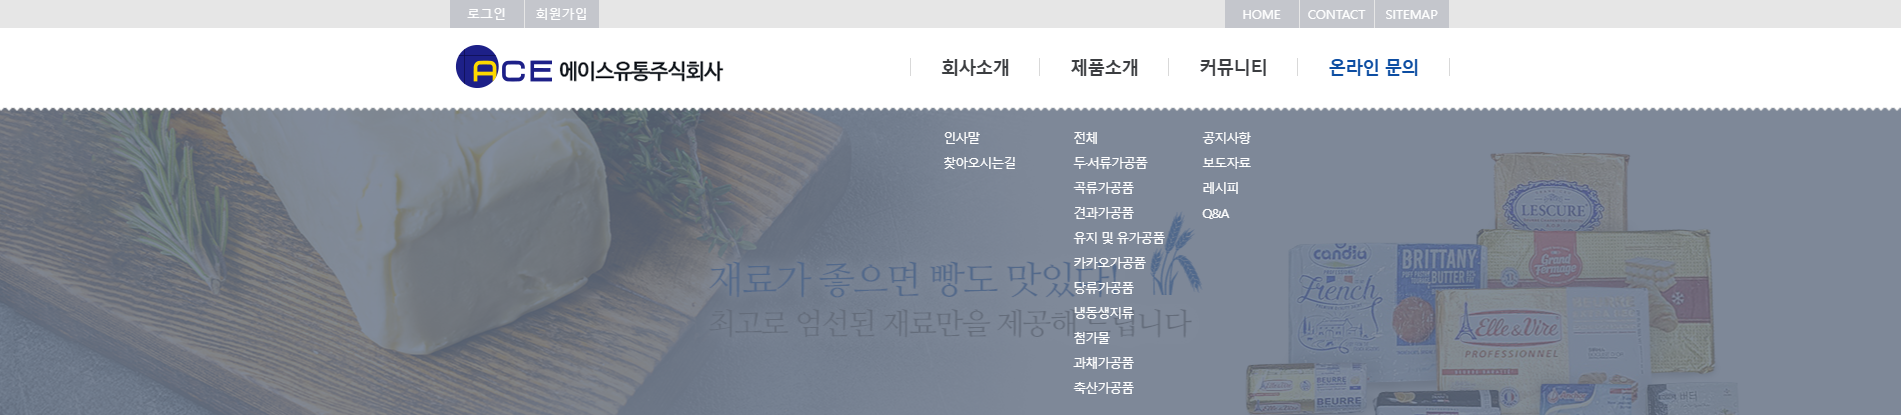 로그인 회원가입 HOME CONTACT SITEMAP
ACE 에이스유통주식회사 회사소개 제품소개 커뮤니티 온라인 문의
인사말 전체 공지사항
찾아오시는길 두·서류가공품 보도자료
곡류가공품 레시피
견과가공품 Q&A
유지 및 유가공품
카카오가공품
당류가공품
냉동생지류
첨가물
과채가공품
축산가공품
재료가 좋으면 빵도 맛있다!
최고로 엄선된 재료만을 제공해 드립니다
LESCURE
candia
French
BRITTANY
BUTTER
Grand Fermage
Elle&Vire
PROFESSIONNEL
BEURRE
BEURRE
버터